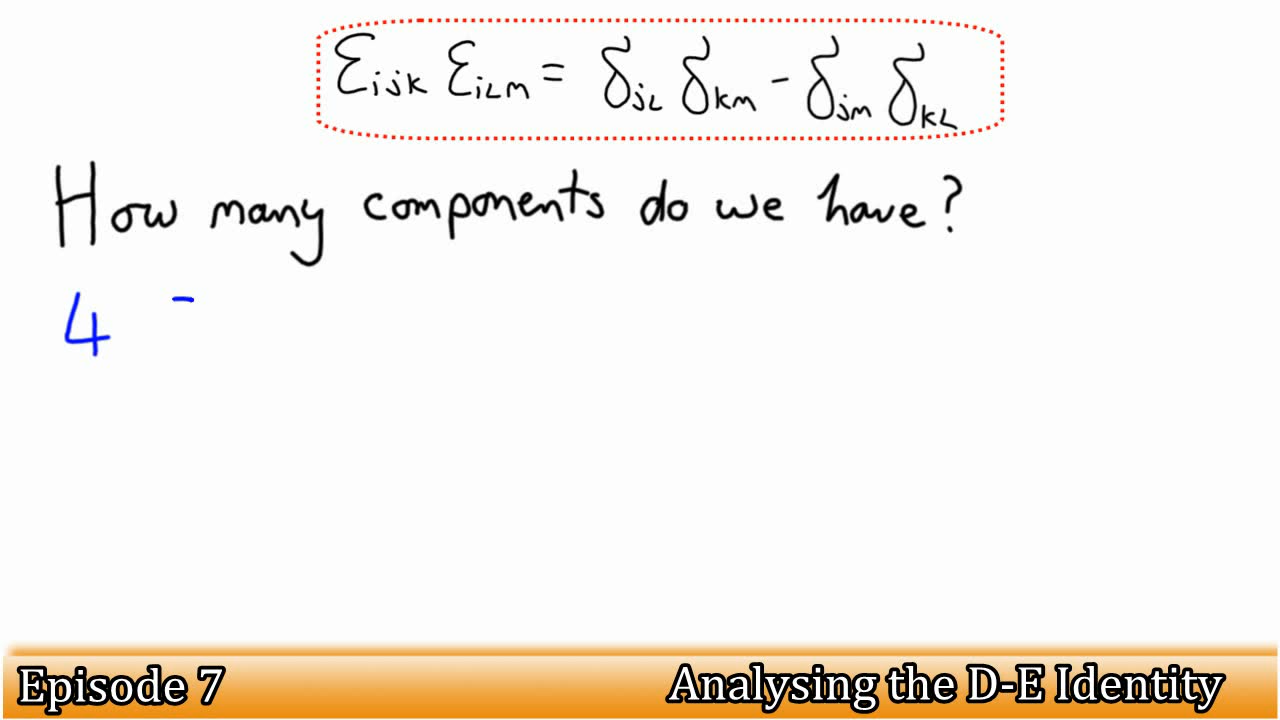 εijk εiLm = δjL δkm - δjm δkL
How many components do we have?
4
Episode 7
Analysing the D-E Identity